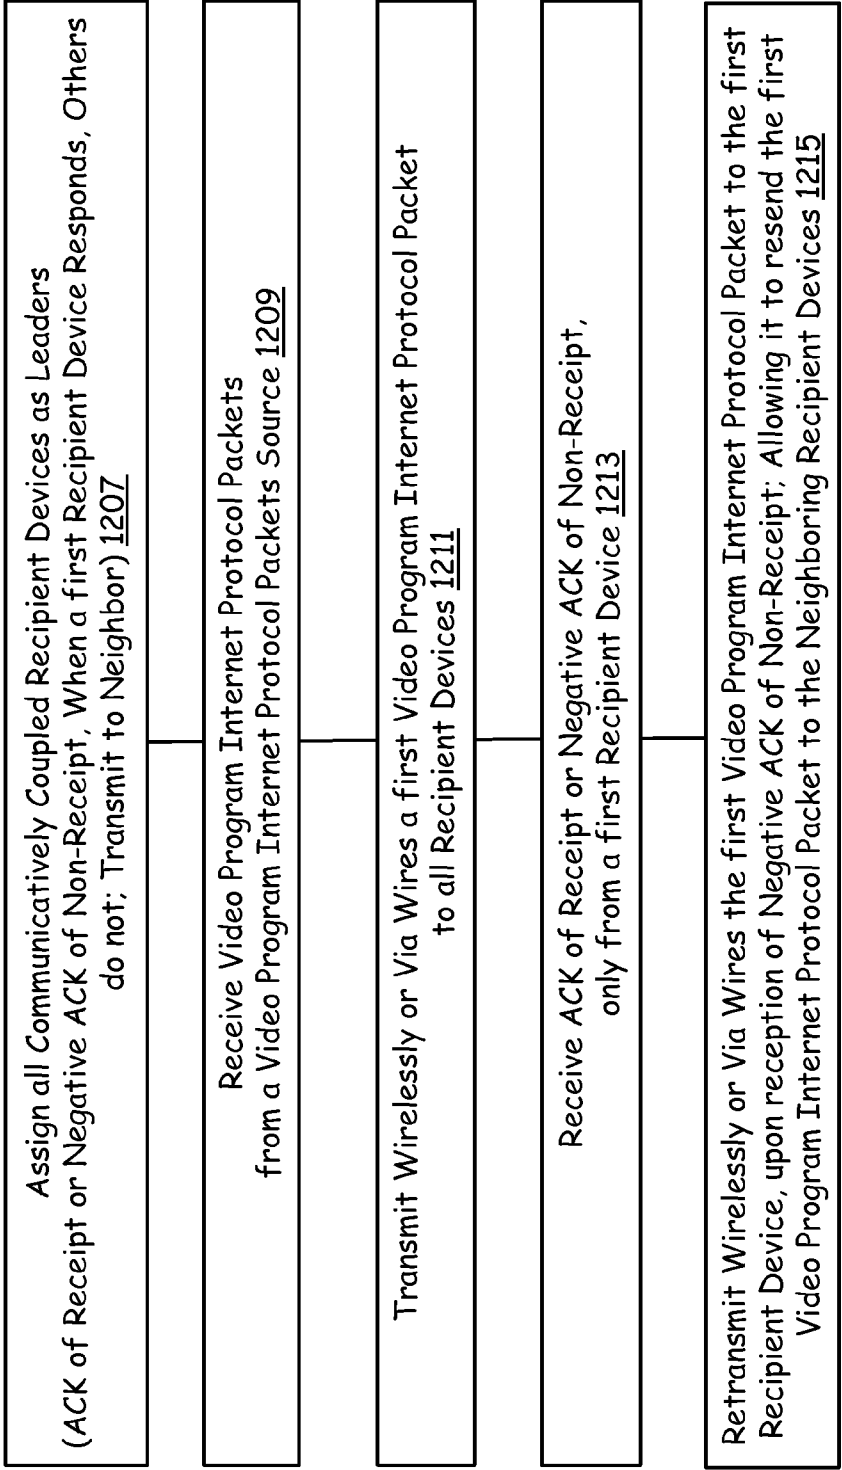 Assign all Communicatively Coupled Recipient Devices as Leaders
(ACK of Receipt or Negative ACK of Non-Receipt, When a first Recipient Device Responds, Others
do not; Transmit to Neighbor) 1207
Receive Video Program Internet Protocol Packets
from a Video Program Internet Protocol Packets Source 1209
Transmit Wirelessly or Via Wires a first Video Program Internet Protocol Packet
to all Recipient Devices 1211
Receive ACK of Receipt or Negative ACK of Non-Receipt,
only from a first Recipient Device 1213
Retransmit Wirelessly or Via Wires the first Video Program Internet Protocol Packet to the first
Recipient Device, upon reception of Negative ACK of Non-Receipt; Allowing it to resend the first
Video Program Internet Protocol Packet to the Neighboring Recipient Devices 1215